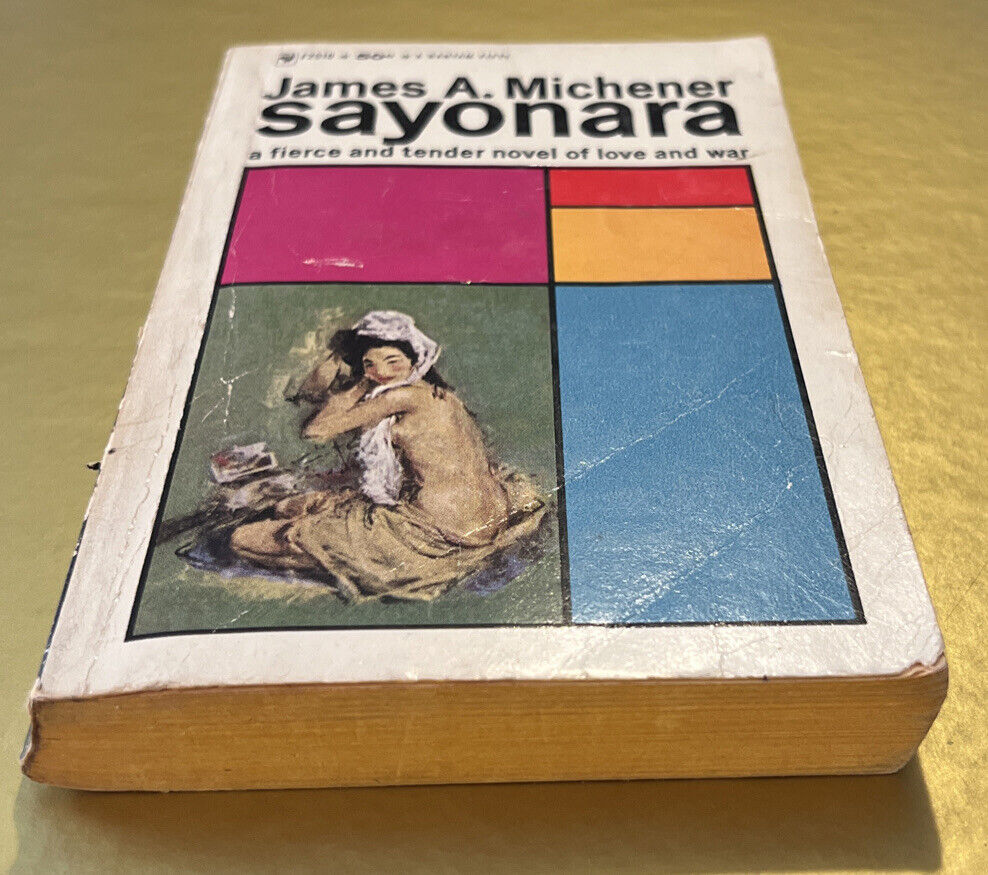 James A. Michener
sayonara
a fierce and tender novel of love and war